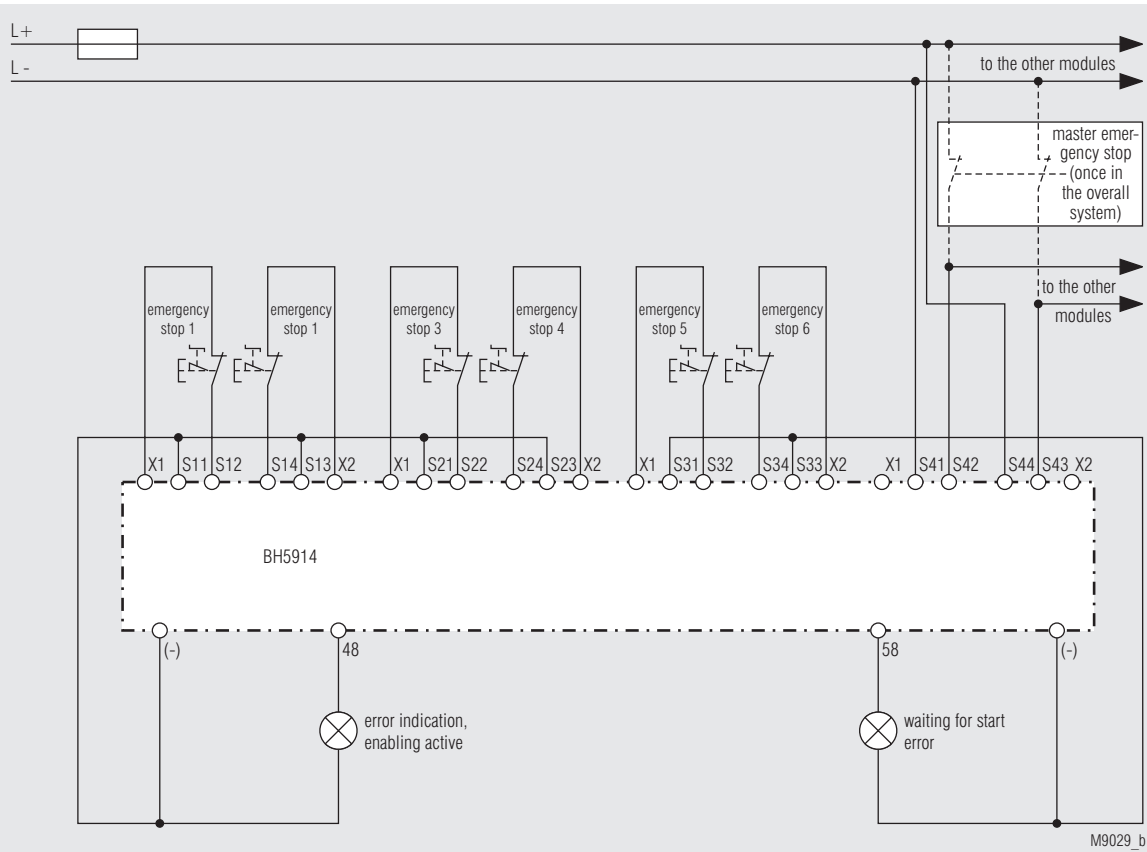 L+
L -
to the other modules
master emer-
gency stop
(once in
the overall
system)
to the other
modules
emergency
stop 1
emergency
stop 1
emergency
stop 3
emergency
stop 4
emergency
stop 5
emergency
stop 6
X1 S11 S12 S14 S13 X2 X1 S21 S22 S24 S23 X2 X1 S31 S32 S34 S33 X2 X1 S41 S42 S44 S43 X2
BH5914
(-) 48 58 (-)
error indication,
enabling active
waiting for start
error
M9029_b